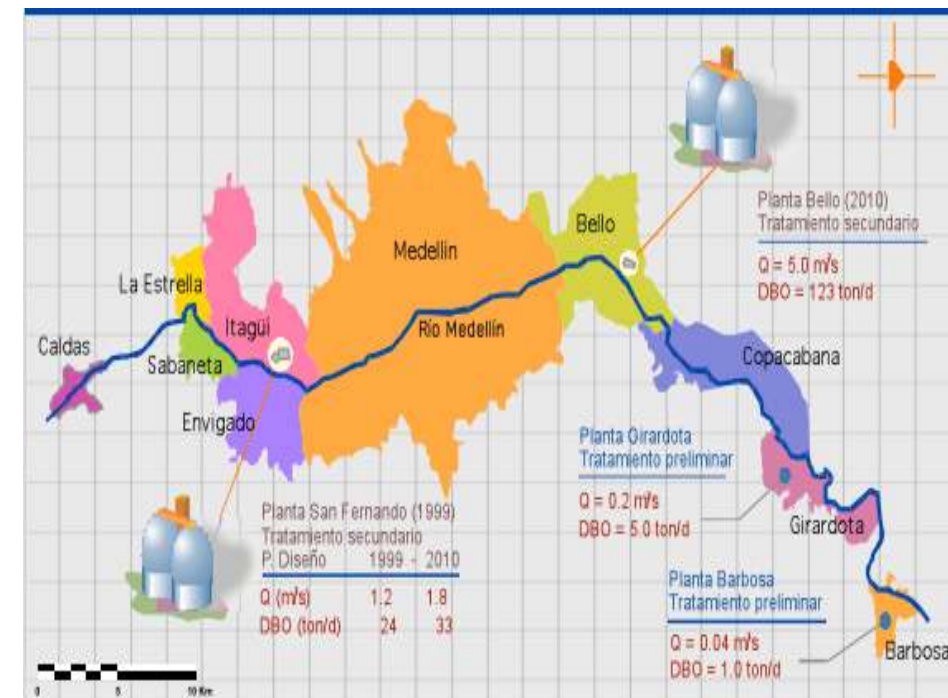 Planta Bello (2010)
Tratamiento secundario
Q = 5.0 m³/s
DBO = 123 ton/d
Bello
Medellin
La Estrella
Itagüi
Río Medellín
Caldas
Sabaneta
Copacabana
Envigado
Planta Girardota
Tratamiento preliminar
Q = 0.2 m³/s
DBO = 5.0 ton/d
Girardota
Planta San Fernando (1999)
Tratamiento secundario
P. Diseño 1999 - 2010
Q (m³/s) 1.2 1.8
DBO (ton/d) 24 33
Planta Barbosa
Tratamiento preliminar
Q = 0.04 m³/s
DBO = 1.0 ton/d
Barbosa
0 5 10 Km.